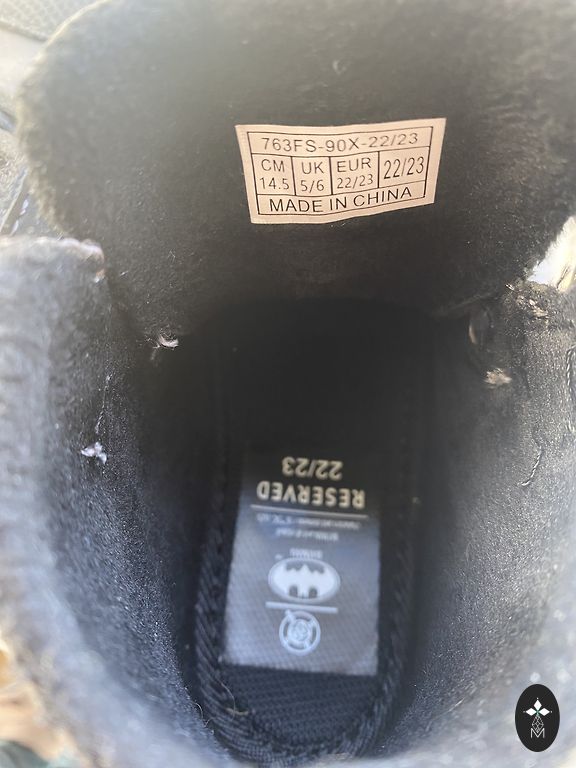 763FS-90X-22/23
CM UK EUR 22/23
14.5 5/6 22/23
MADE IN CHINA
22/23
RESERVED
BATMAN
M